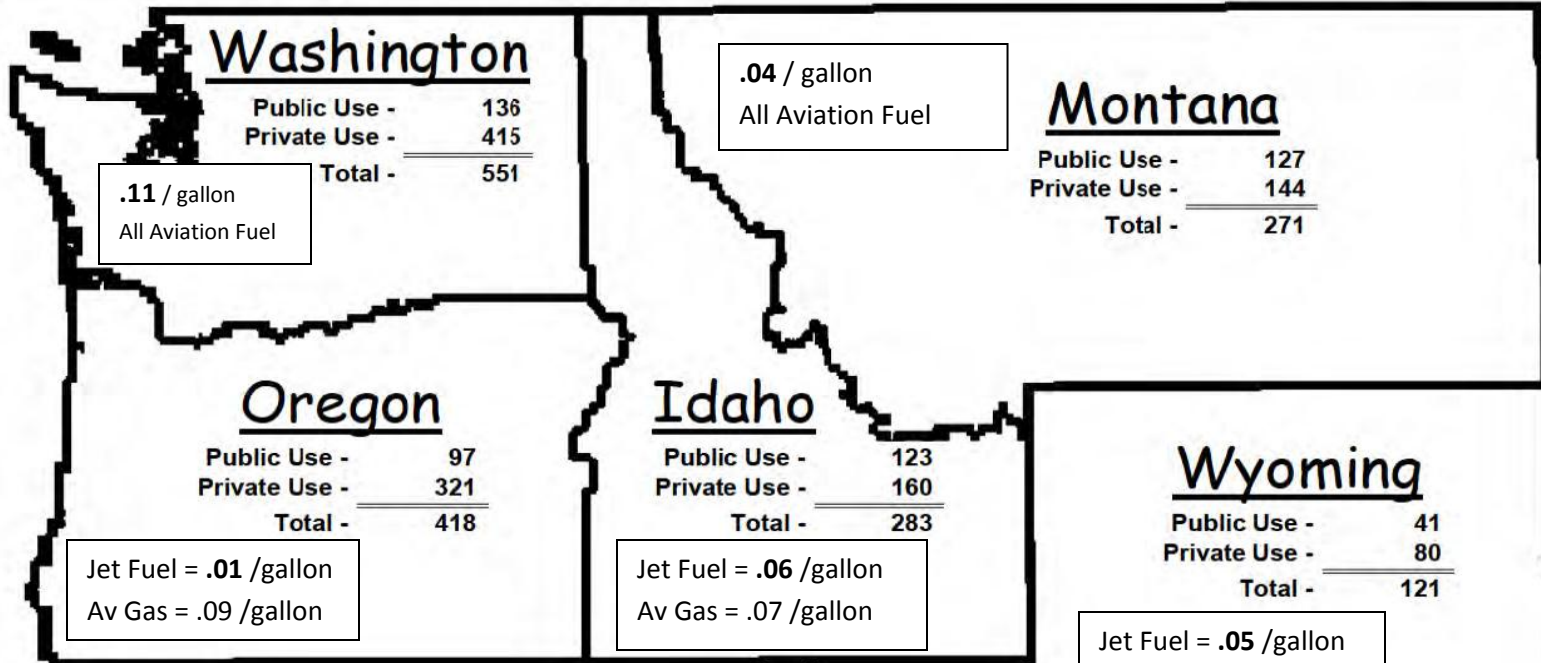 Washington
Public Use - 136
Private Use - 415
Total - 551
.11 / gallon
All Aviation Fuel
.04 / gallon
All Aviation Fuel
Montana
Public Use - 127
Private Use - 144
Total - 271
Oregon
Public Use - 97
Private Use - 321
Total - 418
Jet Fuel = .01 /gallon
Av Gas = .09 /gallon
Idaho
Public Use - 123
Private Use - 160
Total - 283
Jet Fuel = .06 /gallon
Av Gas = .07 /gallon
Wyoming
Public Use - 41
Private Use - 80
Total - 121
Jet Fuel = .05 /gallon